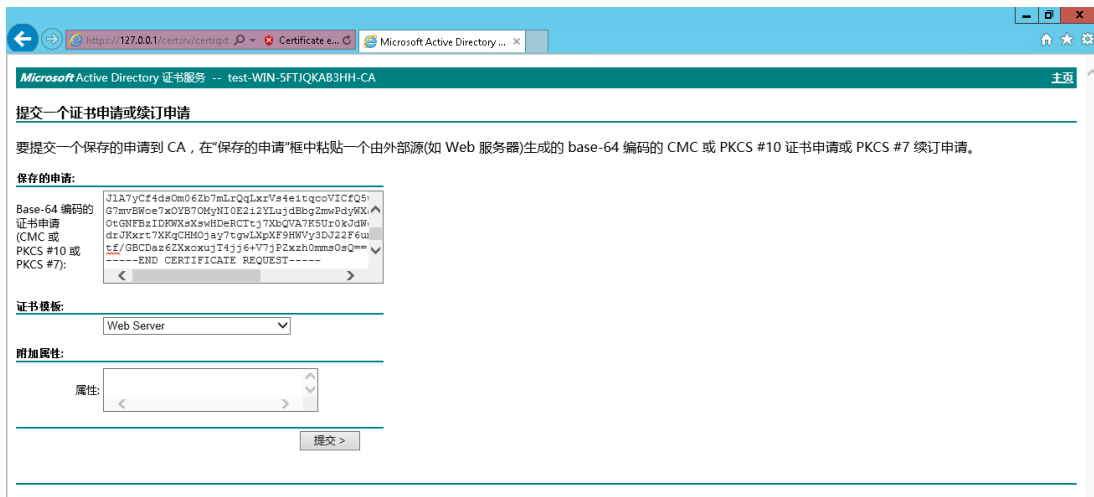 https://127.0.0.1/certsrv/certrqxt Certificate e... Microsoft Active Directory ...
Microsoft Active Directory 证书服务 -- test-WIN-5FTJQKAB3HH-CA 主页
提交一个证书申请或续订申请
要提交一个保存的申请到 CA，在“保存的申请”框中粘贴一个由外部源(如 Web 服务器)生成的 base-64 编码的 CMC 或 PKCS #10 证书申请或 PKCS #7 续订申请。
保存的申请:
Base-64 编码的
证书申请
(CMC 或
PKCS #10 或
PKCS #7):
-----END CERTIFICATE REQUEST-----
证书模板:
Web Server
附加属性:
属性:
提交 >